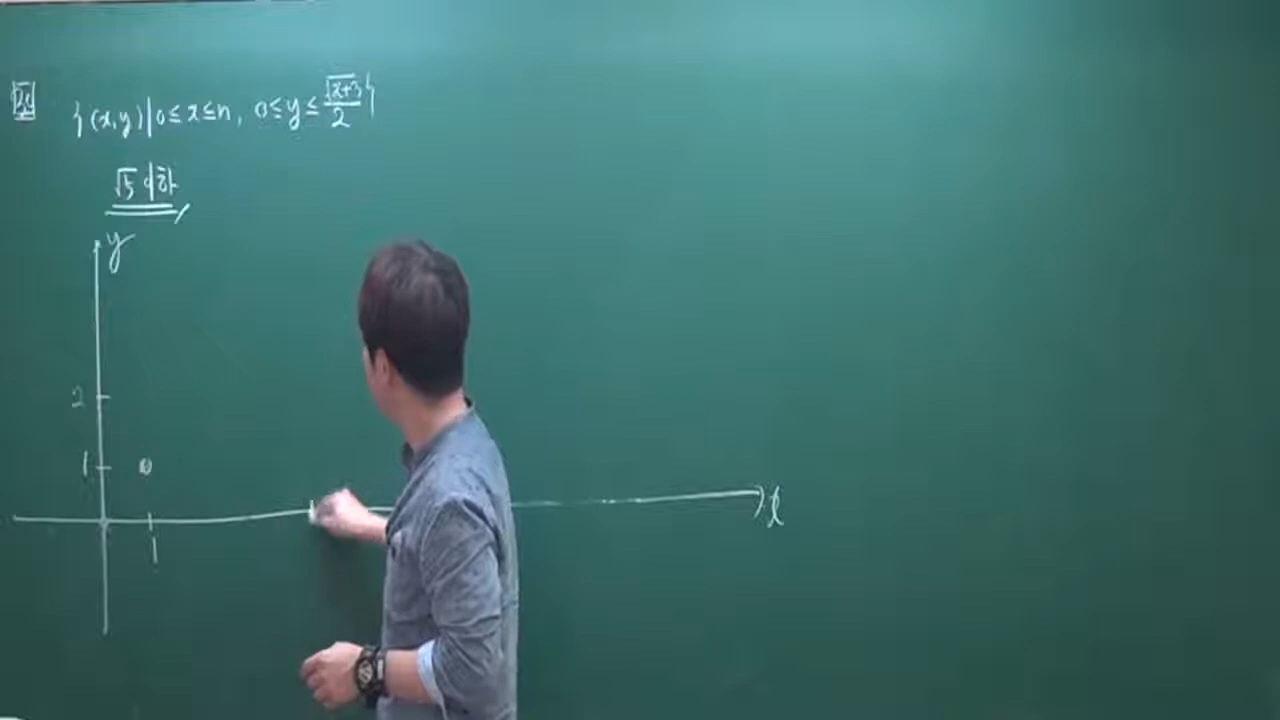 {(x,y)|0≤x≤n, 0≤y≤√(x+3)/2}
√5 이하
y
2
1
1
x